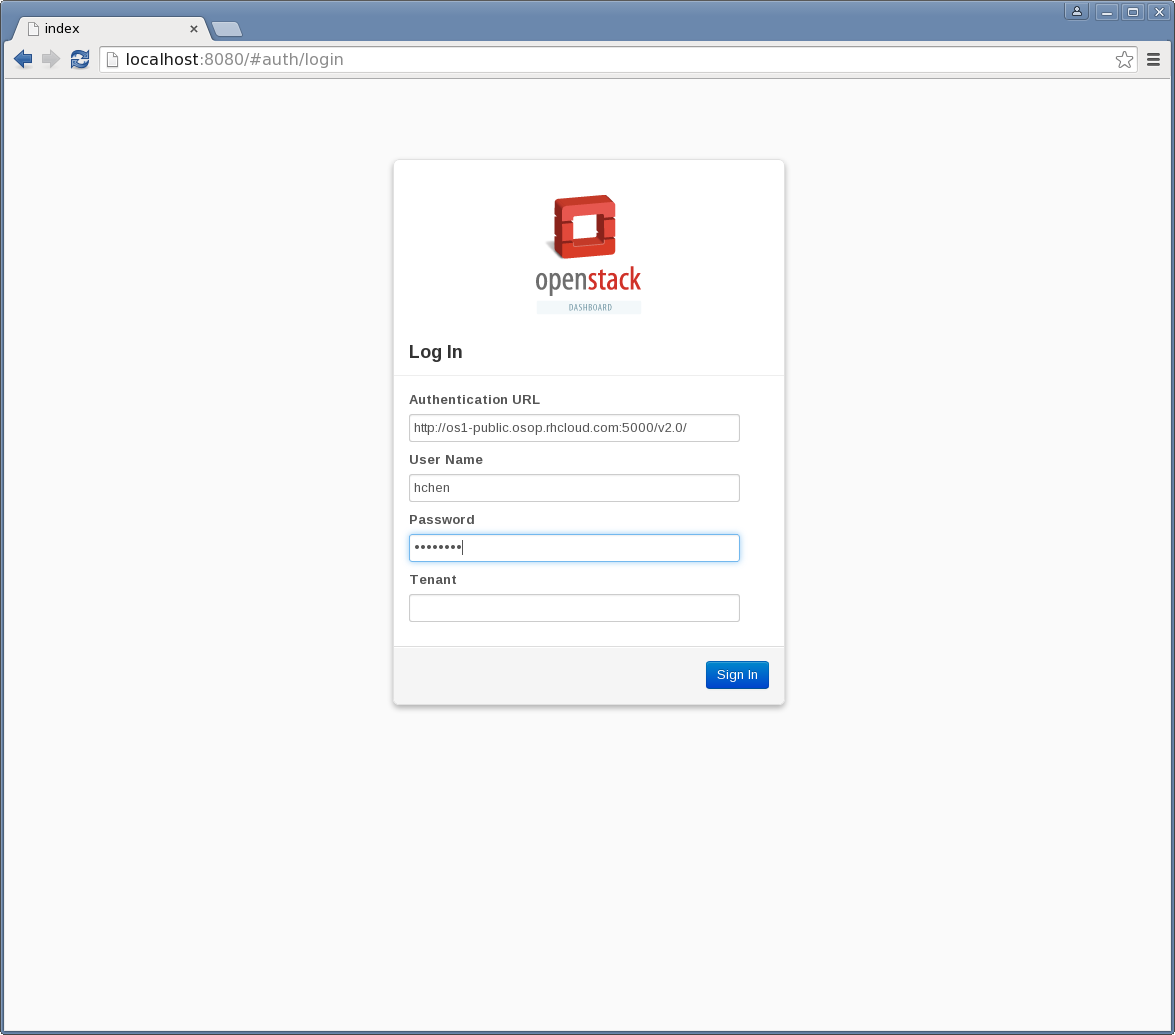 index
localhost:8080/#auth/login
openstack
DASHBOARD
Log In
Authentication URL
http://os1-public.osop.rhcloud.com:5000/v2.0/
User Name
hchen
Password
••••••••
Tenant
Sign In